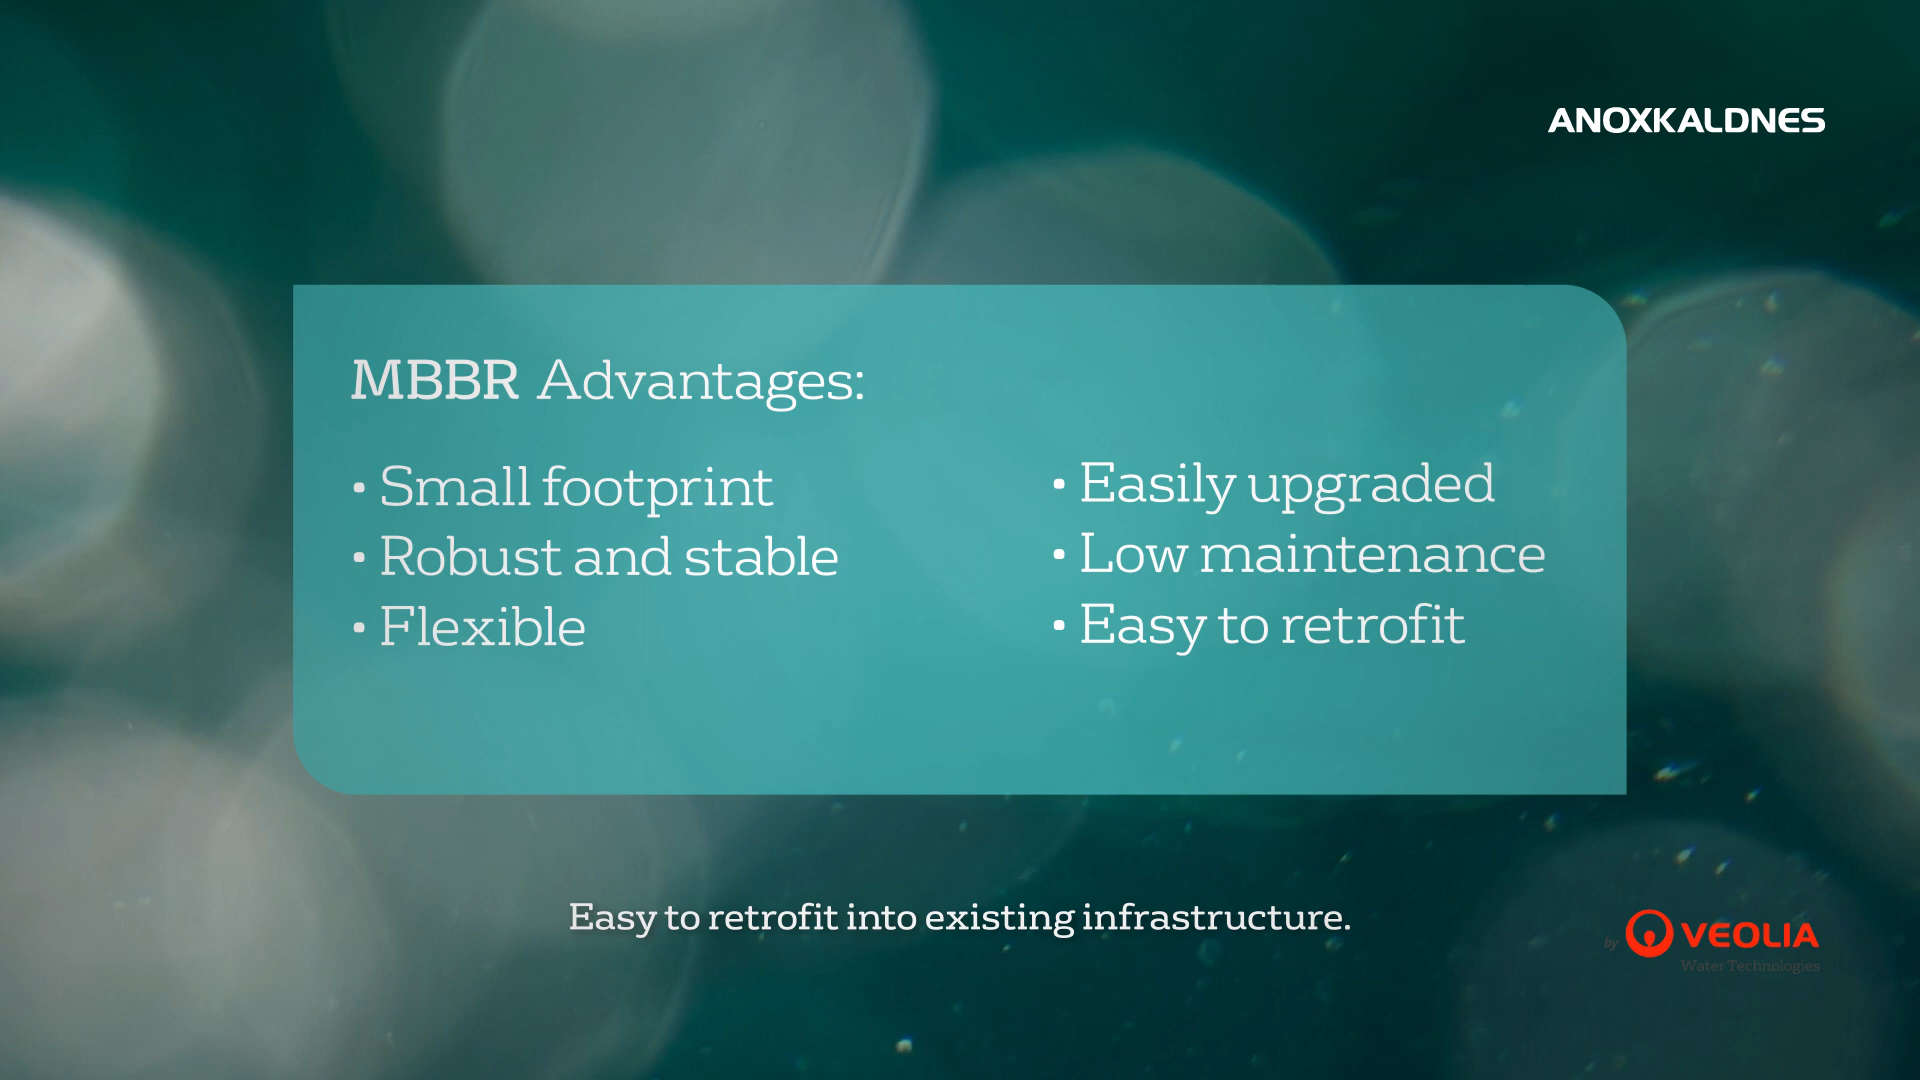 ANOXKALDNES
MBBR Advantages:
• Small footprint
• Robust and stable
• Flexible
• Easily upgraded
• Low maintenance
• Easy to retrofit
Easy to retrofit into existing infrastructure.
by VEOLIA
Water Technologies